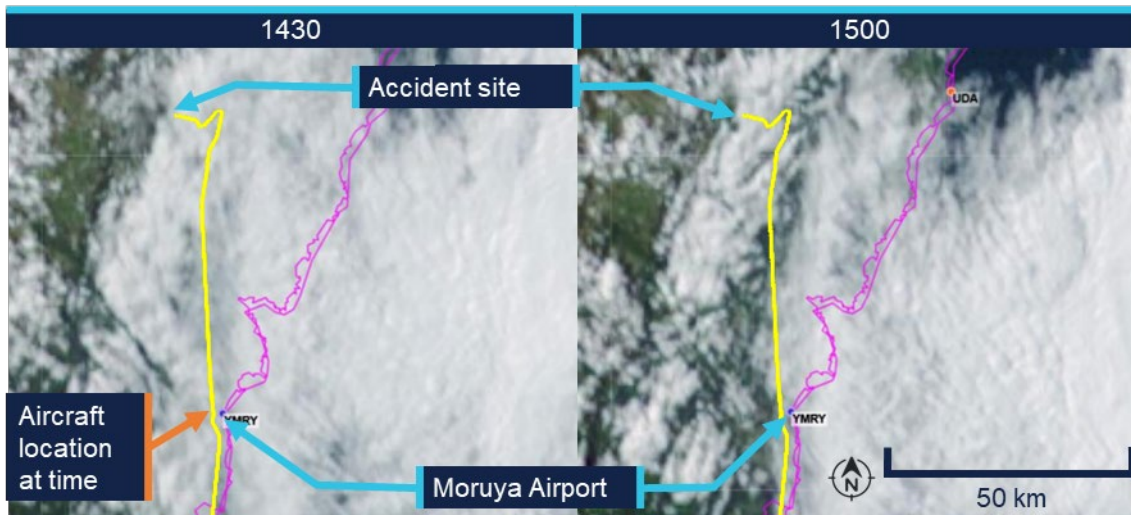 1430
1500
Accident site
UDA
Aircraft
location
at time
YMRY
YMRY
Moruya Airport
N
50 km